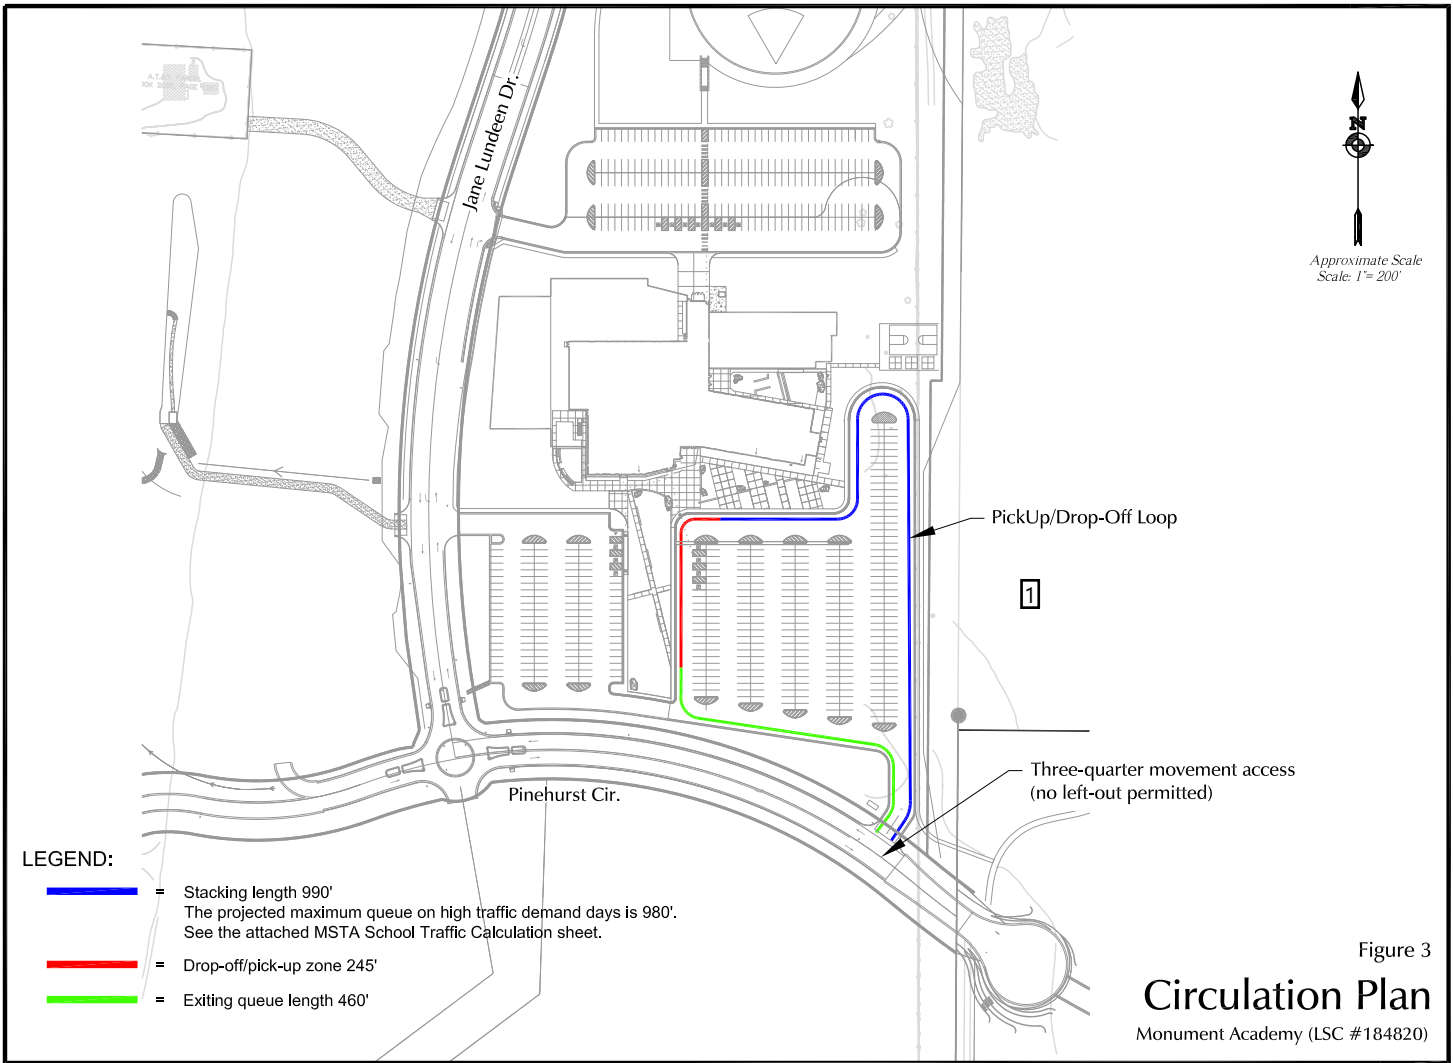 Jane Lundeen Dr.
N
Approximate Scale
Scale: 1"= 200'
PickUp/Drop-Off Loop
1
Three-quarter movement access
(no left-out permitted)
Pinehurst Cir.
LEGEND:
= Stacking length 990'
The projected maximum queue on high traffic demand days is 980'.
See the attached MSTA School Traffic Calculation sheet.
= Drop-off/pick-up zone 245'
= Exiting queue length 460'
Figure 3
Circulation Plan
Monument Academy (LSC #184820)